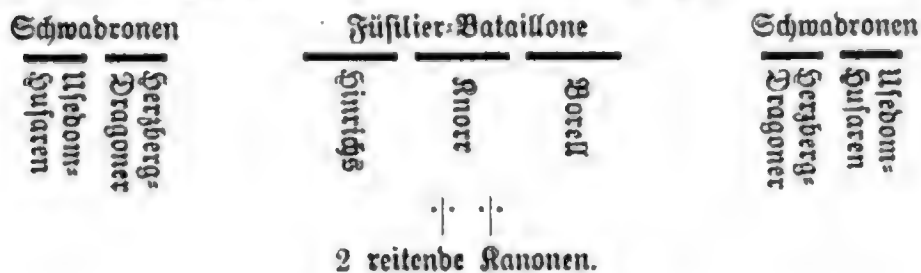 Schwadronen
Usedom⸗
Husaren
Herzberg⸗
Dragoner
Füsilier⸗Bataillone
Hinrichs
Knorr
Borell
Schwadronen
Herzberg⸗
Dragoner
Usedom⸗
Husaren
2 reitende Kanonen.